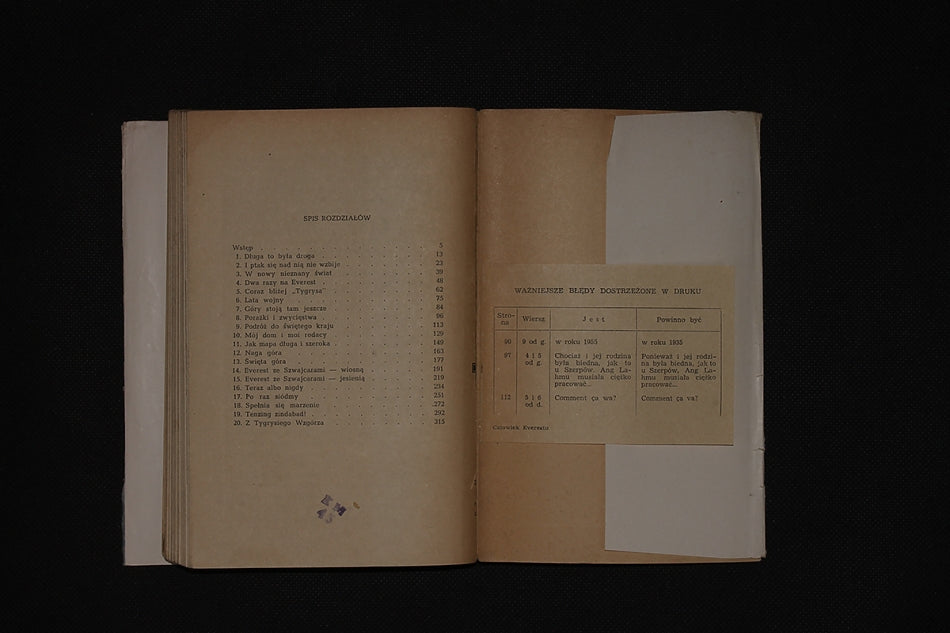 SPIS ROZDZIAŁÓW
Wstęp 5
1. Długa to była droga 13
2. I ptak się nad nią nie wzbije 23
3. W nowy nieznany świat 39
4. Dwa razy na Everest 48
5. Coraz bliżej „Tygrysa" 62
6. Lata wojny 75
7. Góry stoją tam jeszcze 84
8. Porażki i zwycięstwa 96
9. Podróż do świętego kraju 113
10. Mój dom i moi rodacy 129
11. Jak mapa długa i szeroka 149
12. Naga góra 163
13. Święta góra 177
14. Everest ze Szwajcarami — wiosną 191
15. Everest ze Szwajcarami — jesienią 219
16. Teraz albo nigdy 234
17. Po raz siódmy 251
18. Spełnia się marzenie 272
19. Tenzing zindabad! 292
20. Z Tygrysiego Wzgórza 315
KM
45
WAŻNIEJSZE BŁĘDY DOSTRZEŻONE W DRUKU
Stro-
na Wiersz Jest Powinno być
90 9 od g. w roku 1955 w roku 1935
97 4 i 5 Chociaż i jej rodzina Ponieważ i jej rodzi-
od g. była biedna, jak to na była biedna, jak to
u Szerpów, Ang La- u Szerpów, Ang La-
hmu musiała ciężko hmu musiała ciężko
pracować... pracować...
112 5 i 6 Comment ça wa? Comment ça va?
od d.
Człowiek Everestu